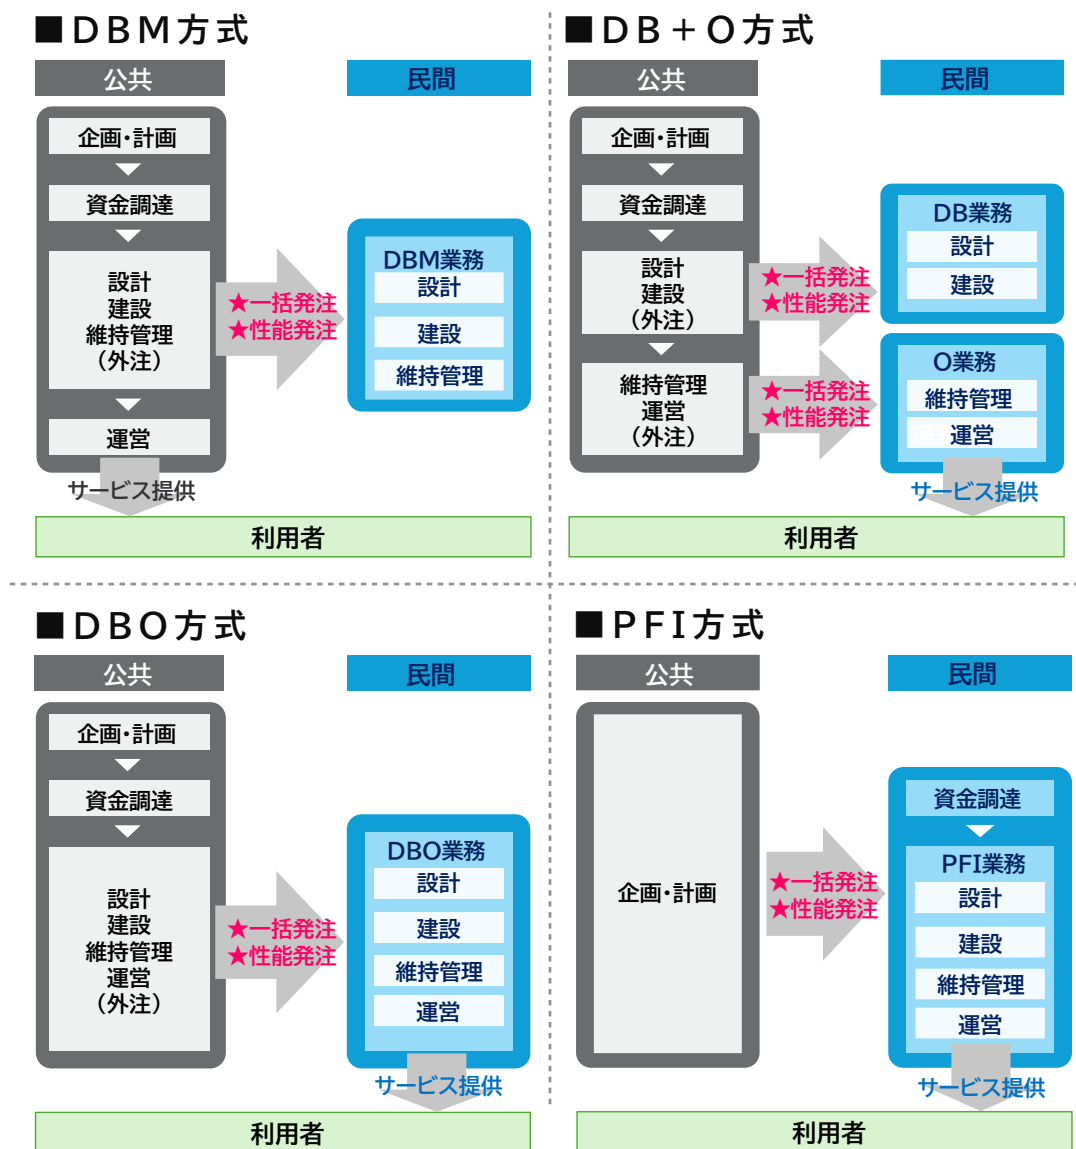 ■DBM方式
公共
民間
企画・計画
資金調達
設計
建設
維持管理
（外注）
運営
★一括発注
★性能発注
DBM業務
設計
建設
維持管理
サービス提供
利用者
■DB＋O方式
公共
民間
企画・計画
資金調達
設計
建設
（外注）
維持管理
運営
（外注）
★一括発注
★性能発注
★一括発注
★性能発注
DB業務
設計
建設
O業務
維持管理
運営
サービス提供
利用者
■DBO方式
公共
民間
企画・計画
資金調達
設計
建設
維持管理
運営
（外注）
★一括発注
★性能発注
DBO業務
設計
建設
維持管理
運営
サービス提供
利用者
■PFI方式
公共
民間
企画・計画
★一括発注
★性能発注
資金調達
PFI業務
設計
建設
維持管理
運営
サービス提供
利用者